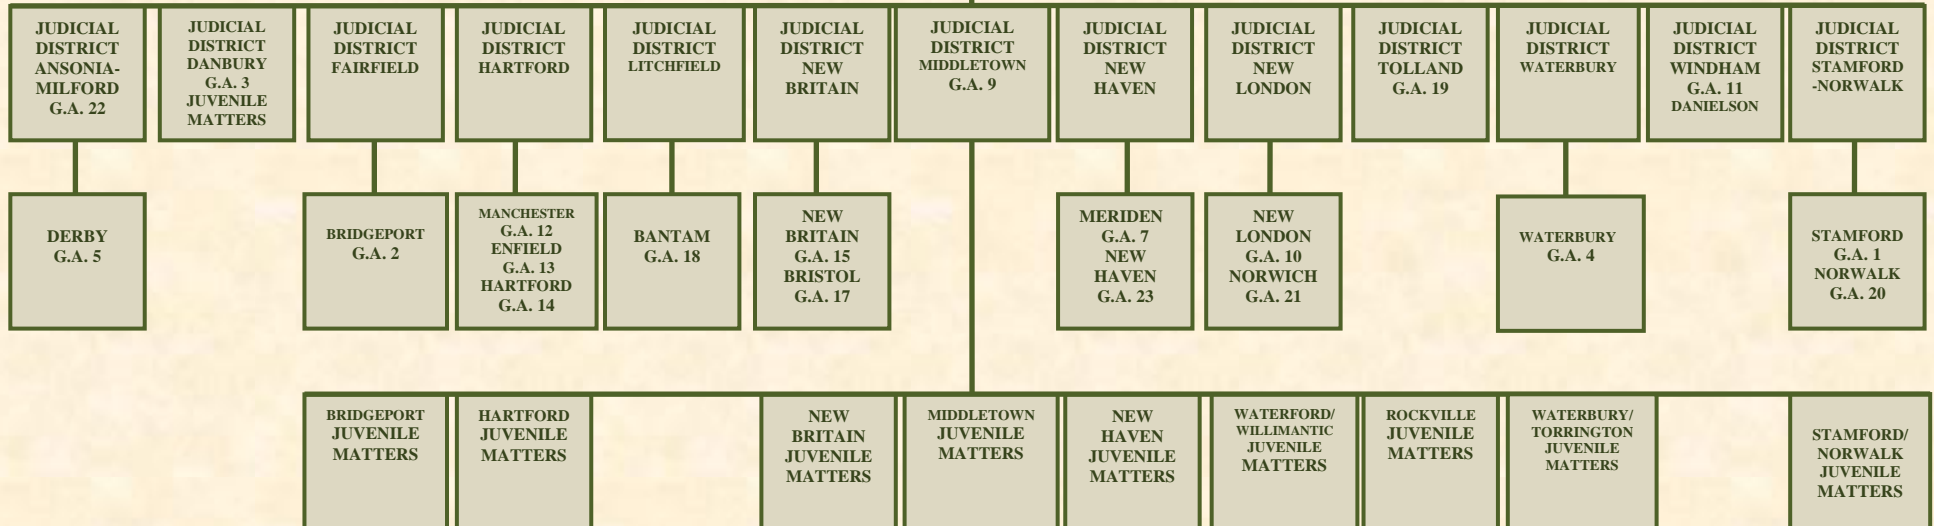 JUDICIAL
DISTRICT
ANSONIA-
MILFORD
G.A. 22
JUDICIAL
DISTRICT
DANBURY
G.A. 3
JUVENILE
MATTERS
JUDICIAL
DISTRICT
FAIRFIELD
JUDICIAL
DISTRICT
HARTFORD
JUDICIAL
DISTRICT
LITCHFIELD
JUDICIAL
DISTRICT
NEW
BRITAIN
JUDICIAL
DISTRICT
MIDDLETOWN
G.A. 9
JUDICIAL
DISTRICT
NEW
HAVEN
JUDICIAL
DISTRICT
NEW
LONDON
JUDICIAL
DISTRICT
TOLLAND
G.A. 19
JUDICIAL
DISTRICT
WATERBURY
JUDICIAL
DISTRICT
WINDHAM
G.A. 11
DANIELSON
JUDICIAL
DISTRICT
STAMFORD
-NORWALK
DERBY
G.A. 5
BRIDGEPORT
G.A. 2
MANCHESTER
G.A. 12
ENFIELD
G.A. 13
HARTFORD
G.A. 14
BANTAM
G.A. 18
NEW
BRITAIN
G.A. 15
BRISTOL
G.A. 17
MERIDEN
G.A. 7
NEW
HAVEN
G.A. 23
NEW
LONDON
G.A. 10
NORWICH
G.A. 21
WATERBURY
G.A. 4
STAMFORD
G.A. 1
NORWALK
G.A. 20
BRIDGEPORT
JUVENILE
MATTERS
HARTFORD
JUVENILE
MATTERS
NEW
BRITAIN
JUVENILE
MATTERS
MIDDLETOWN
JUVENILE
MATTERS
NEW
HAVEN
JUVENILE
MATTERS
WATERFORD/
WILLIMANTIC
JUVENILE
MATTERS
ROCKVILLE
JUVENILE
MATTERS
WATERBURY/
TORRINGTON
JUVENILE
MATTERS
STAMFORD/
NORWALK
JUVENILE
MATTERS